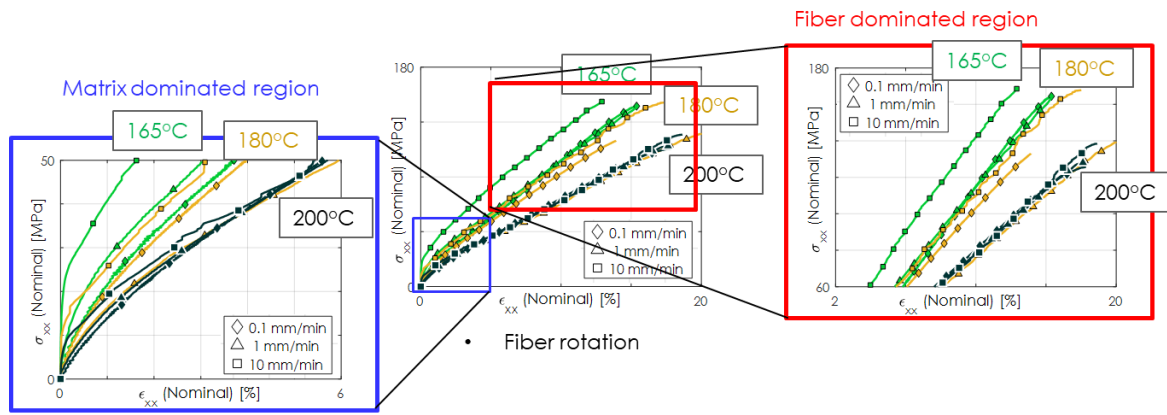 Fiber dominated region
Matrix dominated region
165°C
180°C
200°C
50
σxx (Nominal) [MPa]
0
0
6
ϵxx (Nominal) [%]
0.1 mm/min
1 mm/min
10 mm/min
180
165°C
180°C
200°C
σxx (Nominal) [MPa]
0
0
20
ϵxx (Nominal) [%]
0.1 mm/min
1 mm/min
10 mm/min
• Fiber rotation
165°C
180°C
180
0.1 mm/min
1 mm/min
10 mm/min
200°C
σxx (Nominal) [MPa]
60
2
20
ϵxx (Nominal) [%]